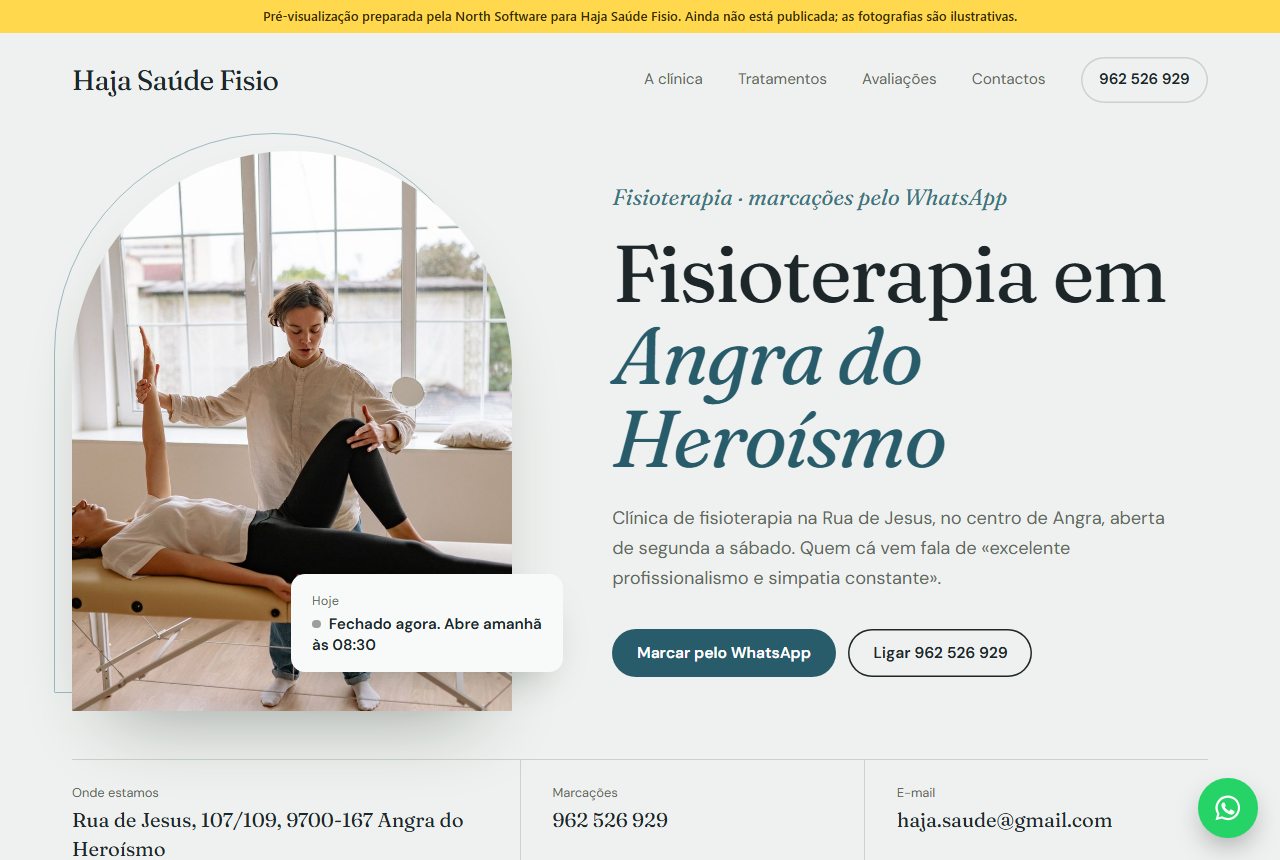 Pré-visualização preparada pela North Software para Haja Saúde Fisio. Ainda não está publicada; as fotografias são ilustrativas.
Haja Saúde Fisio
A clínica
Tratamentos
Avaliações
Contactos
962 526 929
Fisioterapia · marcações pelo WhatsApp
Fisioterapia em
Angra do
Heroísmo
Clínica de fisioterapia na Rua de Jesus, no centro de Angra, aberta
de segunda a sábado. Quem cá vem fala de «excelente
profissionalismo e simpatia constante».
Marcar pelo WhatsApp
Ligar 962 526 929
Hoje
Fechado agora. Abre amanhã
às 08:30
Onde estamos
Rua de Jesus, 107/109, 9700-167 Angra do
Heroísmo
Marcações
962 526 929
E-mail
haja.saude@gmail.com